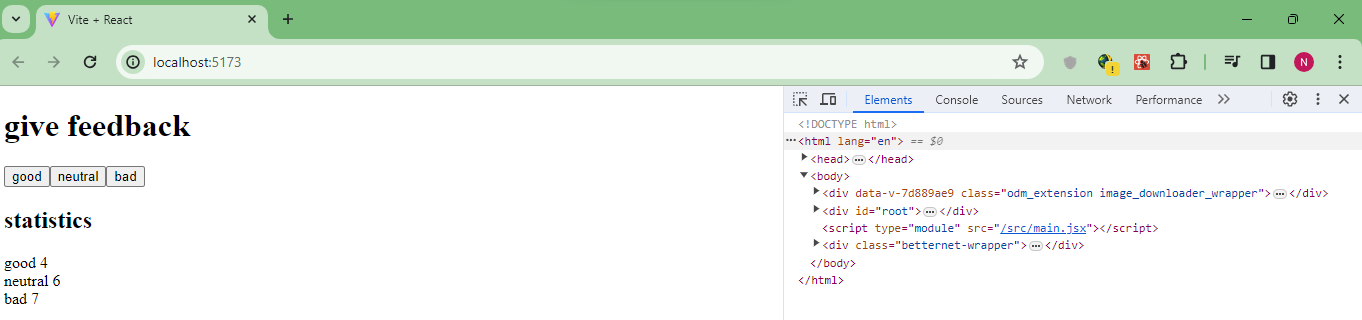 Vite + React
localhost:5173
N
give feedback
good neutral bad
statistics
good 4
neutral 6
bad 7
Elements Console Sources Network Performance
<!DOCTYPE html>
<html lang="en"> == $0
<head>…</head>
<body>
<div data-v-7d889ae9 class="odm_extension image_downloader_wrapper">…</div>
<div id="root">…</div>
<script type="module" src="/src/main.jsx"></script>
<div class="betternet-wrapper">…</div>
</body>
</html>